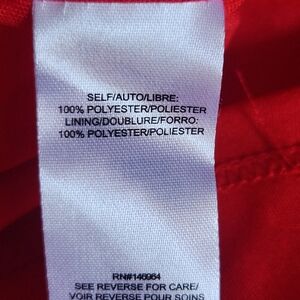 SELF/AUTO/LIBRE:
100% POLYESTER/POLIESTER
LINING/DOUBLURE/FORRO:
100% POLYESTER/POLIESTER
RN#146964
SEE REVERSE FOR CARE/
VOIR REVERSE POUR SOINS